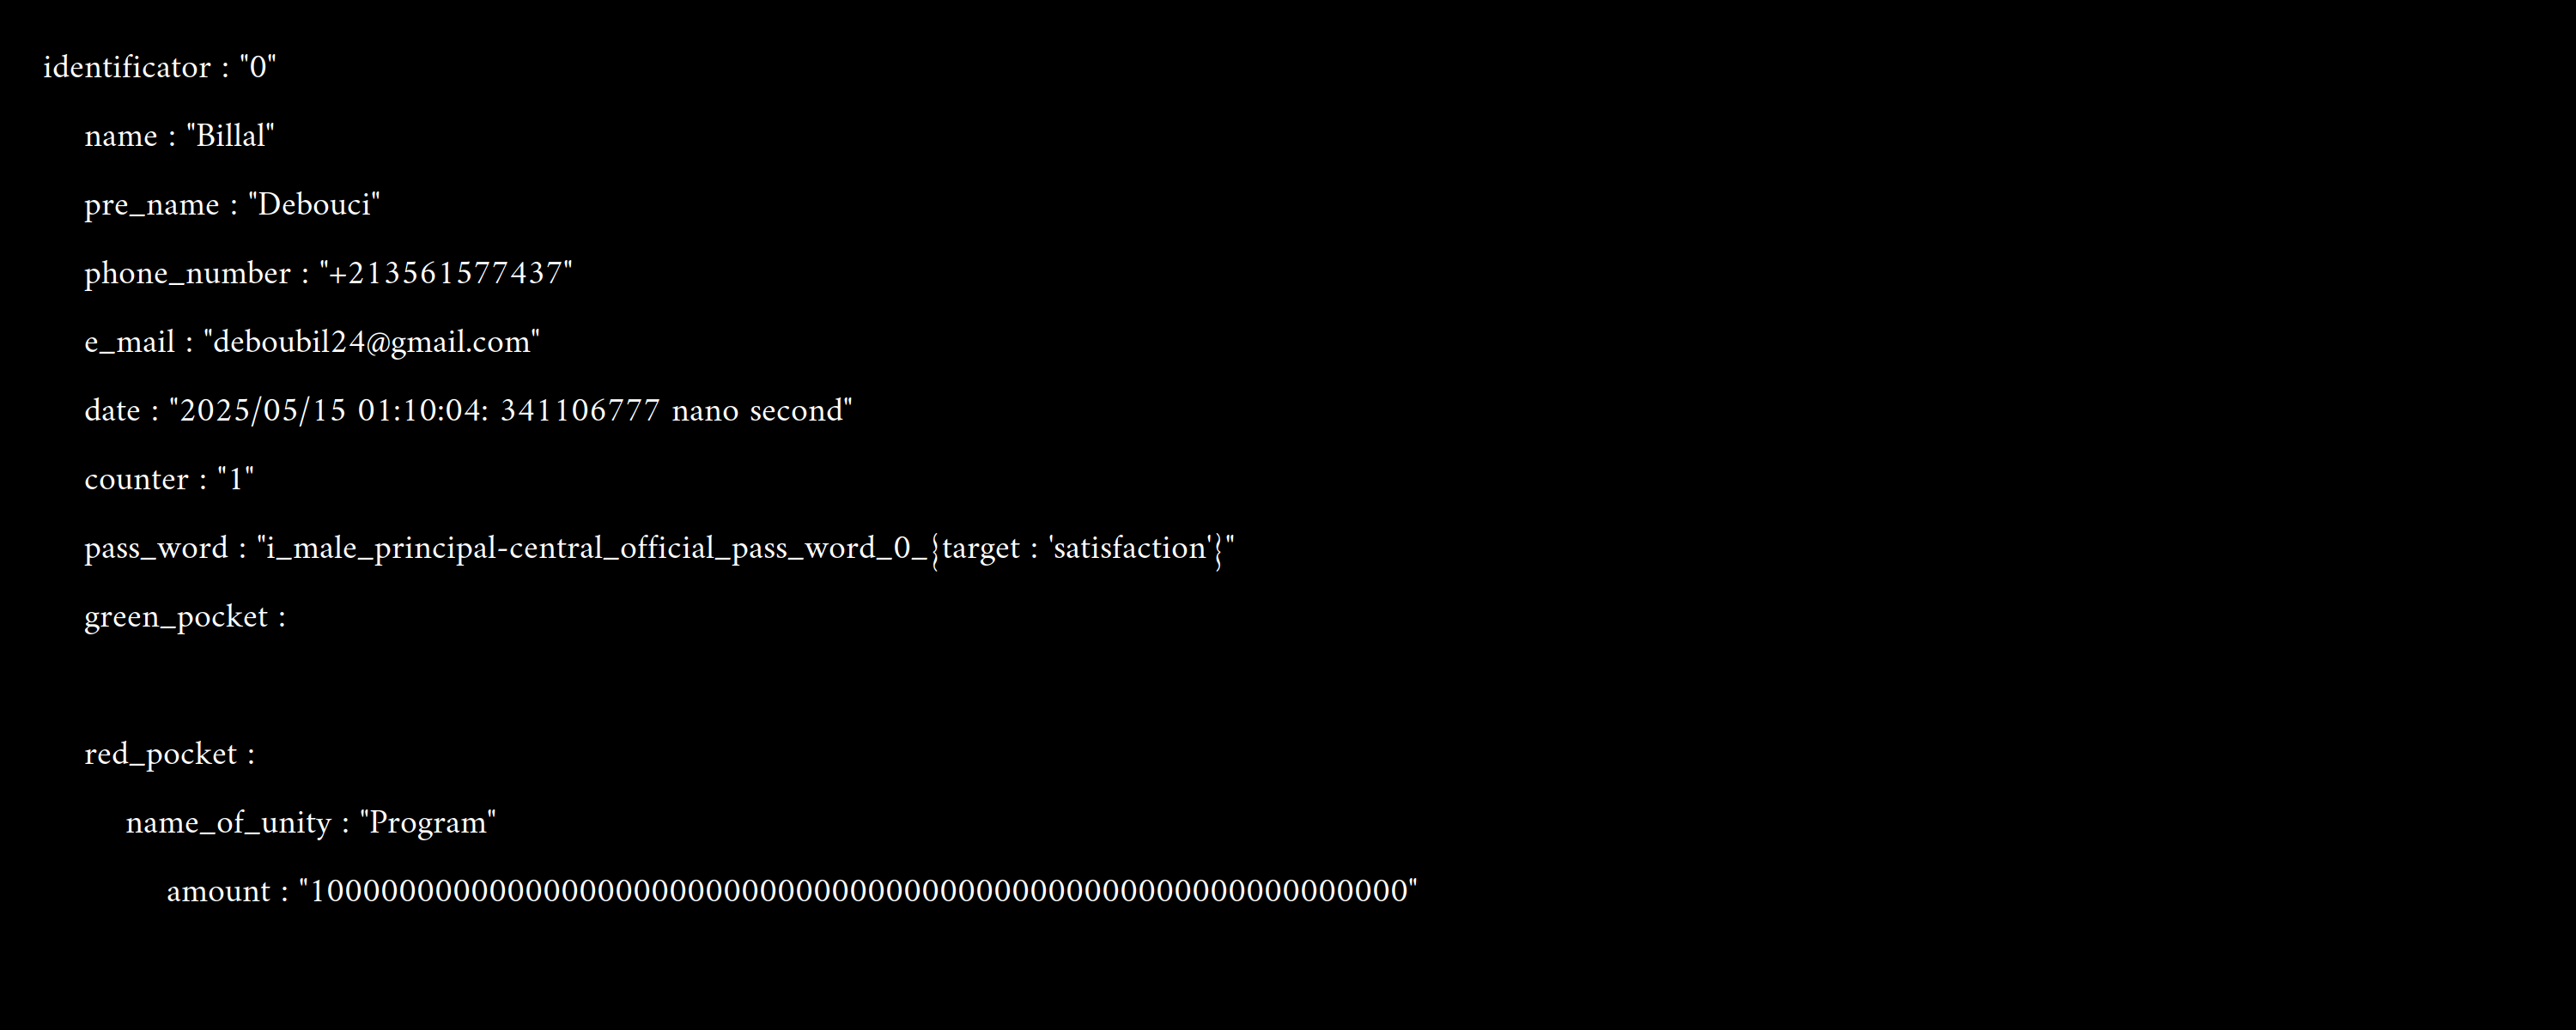 identificator : "0"
name : "Billal"
pre_name : "Debouci"
phone_number : "+213561577437"
e_mail : "deboubil24@gmail.com"
date : "2025/05/15 01:10:04: 341106777 nano second"
counter : "1"
pass_word : "i_male_principal-central_official_pass_word_0_{target : 'satisfaction'}"
green_pocket :
red_pocket :
name_of_unity : "Program"
amount : "1000000000000000000000000000000000000000000000000000000000000"